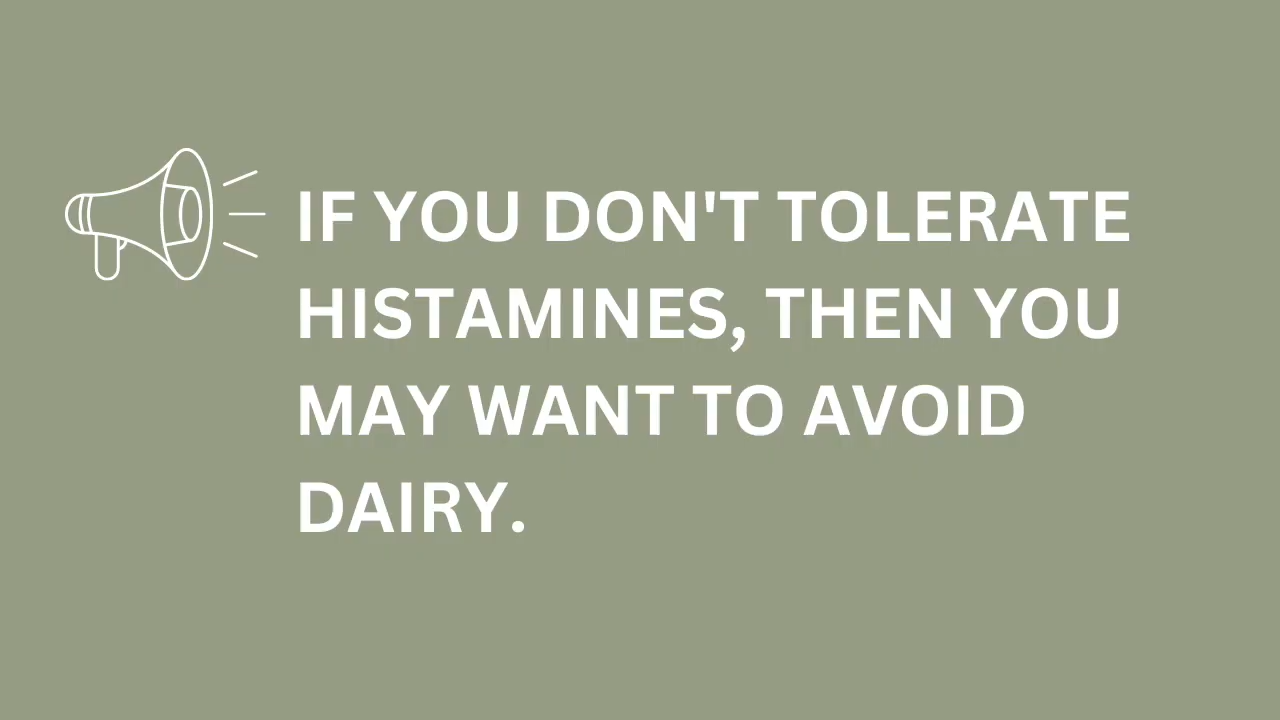 IF YOU DON'T TOLERATE
HISTAMINES, THEN YOU
MAY WANT TO AVOID
DAIRY.